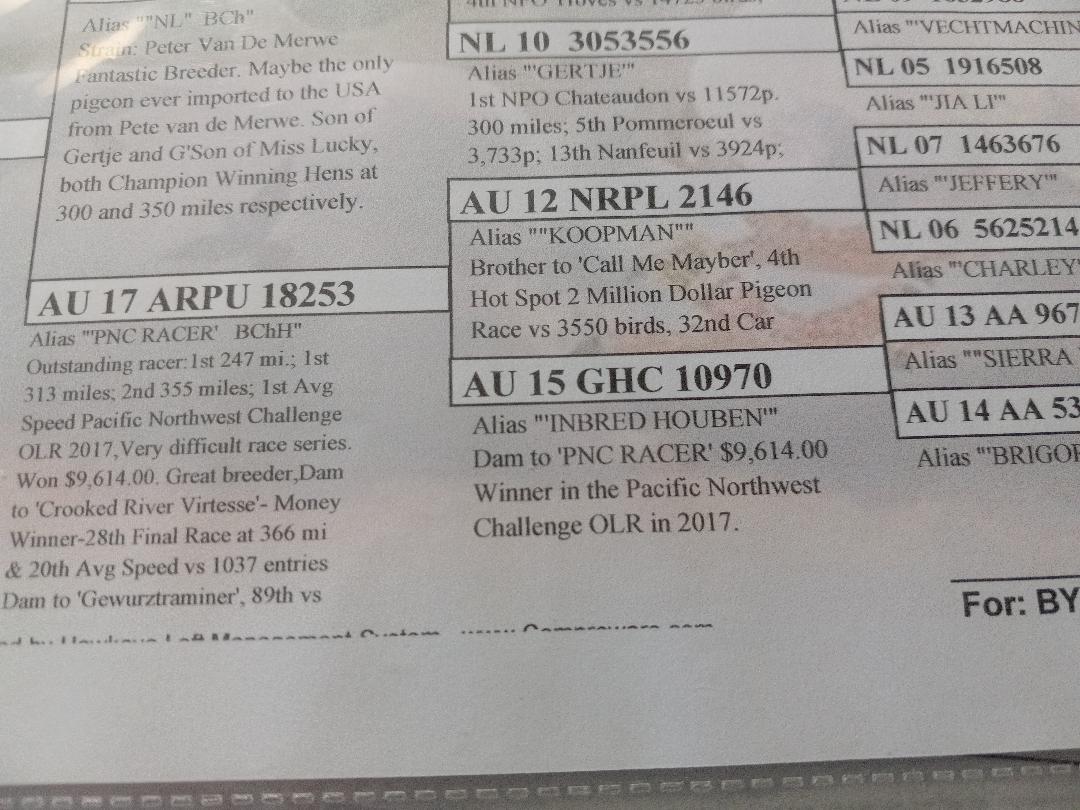 Alias ""NL" BCh"
Strain: Peter Van De Merwe
Fantastic Breeder. Maybe the only
pigeon ever imported to the USA
from Pete van de Merwe. Son of
Gertje and G'Son of Miss Lucky,
both Champion Winning Hens at
300 and 350 miles respectively.
AU 17 ARPU 18253
Alias "'PNC RACER' BChH"
Outstanding racer:1st 247 mi.; 1st
313 miles; 2nd 355 miles; 1st Avg
Speed Pacific Northwest Challenge
OLR 2017,Very difficult race series.
Won $9,614.00. Great breeder,Dam
to 'Crooked River Virtesse'- Money
Winner-28th Final Race at 366 mi
& 20th Avg Speed vs 1037 entries
Dam to 'Gewurztraminer', 89th vs
NL 10 3053556
Alias "'GERTJE'"
1st NPO Chateaudon vs 11572p.
300 miles; 5th Pommeroeul vs
3,733p; 13th Nanfeuil vs 3924p;
AU 12 NRPL 2146
Alias ""KOOPMAN""
Brother to 'Call Me Mayber', 4th
Hot Spot 2 Million Dollar Pigeon
Race vs 3550 birds, 32nd Car
AU 15 GHC 10970
Alias "'INBRED HOUBEN'"
Dam to 'PNC RACER' $9,614.00
Winner in the Pacific Northwest
Challenge OLR in 2017.
Alias "'VECHTMACHIN
NL 05 1916508
Alias "'JIA LI'"
NL 07 1463676
Alias "'JEFFERY'"
NL 06 5625214
Alias "'CHARLEY'
AU 13 AA 967
Alias ""SIERRA
AU 14 AA 53
Alias "'BRIGOR
For: BY